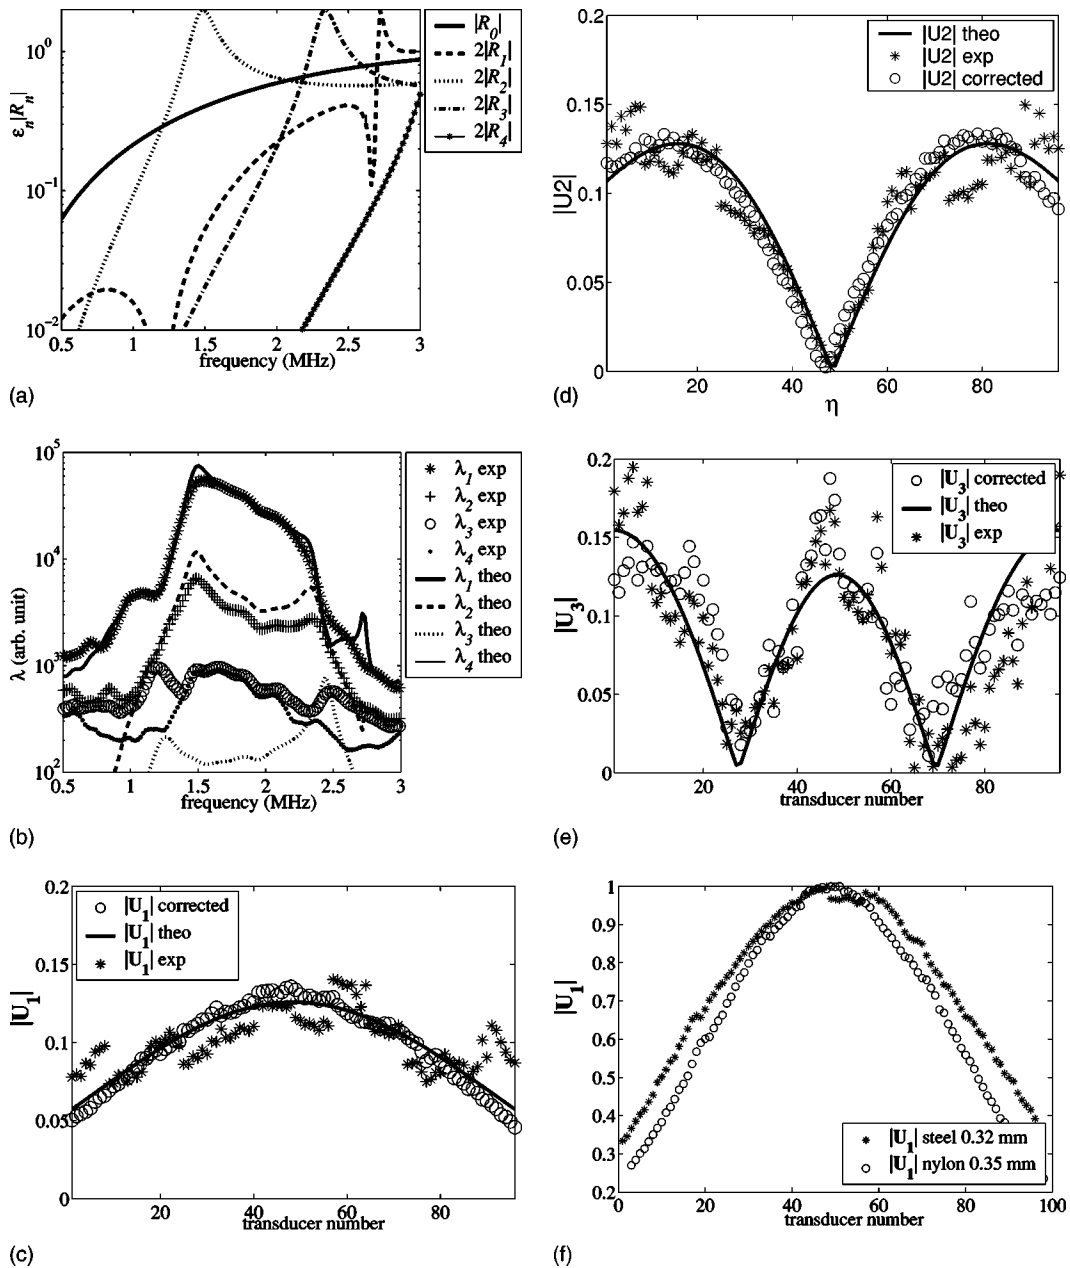 10^0
10^-1
10^-2
ε_n|R_n|
0.5 1 1.5 2 2.5 3
frequency (MHz)
|R_0|
2|R_1|
2|R_2|
2|R_3|
2|R_4|
(a)
0.2
0.15
0.1
0.05
0
|U2|
20 40 60 80
η
|U2| theo
|U2| exp
|U2| corrected
(d)
10^5
10^4
10^3
10^2
λ (arb. unit)
0.5 1 1.5 2 2.5 3
frequency (MHz)
λ_1 exp
λ_2 exp
λ_3 exp
λ_4 exp
λ_1 theo
λ_2 theo
λ_3 theo
λ_4 theo
(b)
0.2
0.15
0.1
0.05
0
|U_3|
20 40 60 80
transducer number
|U_3| corrected
|U_3| theo
|U_3| exp
(e)
0.2
0.15
0.1
0.05
0
|U_1|
20 40 60 80
transducer number
|U_1| corrected
|U_1| theo
|U_1| exp
(c)
1
0.9
0.8
0.7
0.6
0.5
0.4
0.3
0.2
|U_1|
0 20 40 60 80 100
transducer number
|U_1| steel 0.32 mm
|U_1| nylon 0.35 mm
(f)